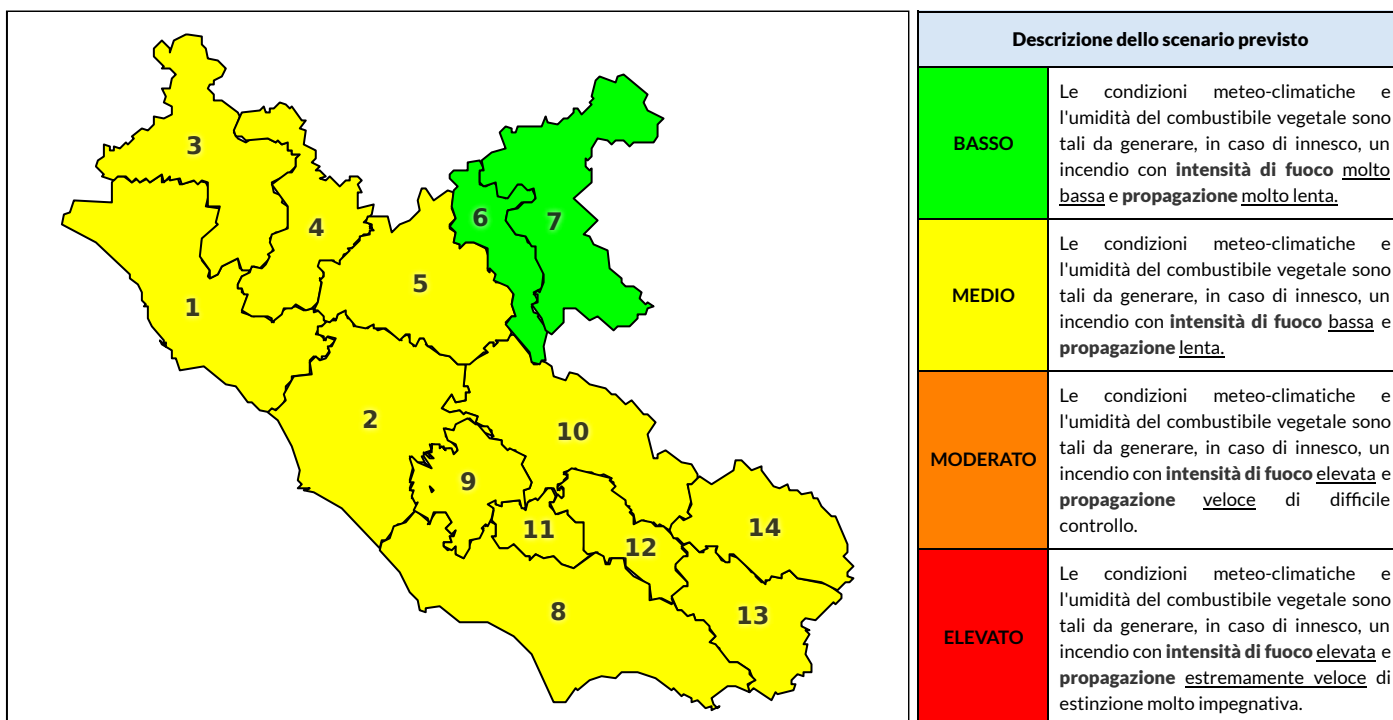 3
4
6
7
5
1
2
10
9
11
12
14
8
13
Descrizione dello scenario previsto
BASSO
Le condizioni meteo-climatiche e
l'umidità del combustibile vegetale sono
tali da generare, in caso di innesco, un
incendio con intensità di fuoco molto
bassa e propagazione molto lenta.
MEDIO
Le condizioni meteo-climatiche e
l'umidità del combustibile vegetale sono
tali da generare, in caso di innesco, un
incendio con intensità di fuoco bassa e
propagazione lenta.
MODERATO
Le condizioni meteo-climatiche e
l'umidità del combustibile vegetale sono
tali da generare, in caso di innesco, un
incendio con intensità di fuoco elevata e
propagazione veloce di difficile
controllo.
ELEVATO
Le condizioni meteo-climatiche e
l'umidità del combustibile vegetale sono
tali da generare, in caso di innesco, un
incendio con intensità di fuoco elevata e
propagazione estremamente veloce di
estinzione molto impegnativa.